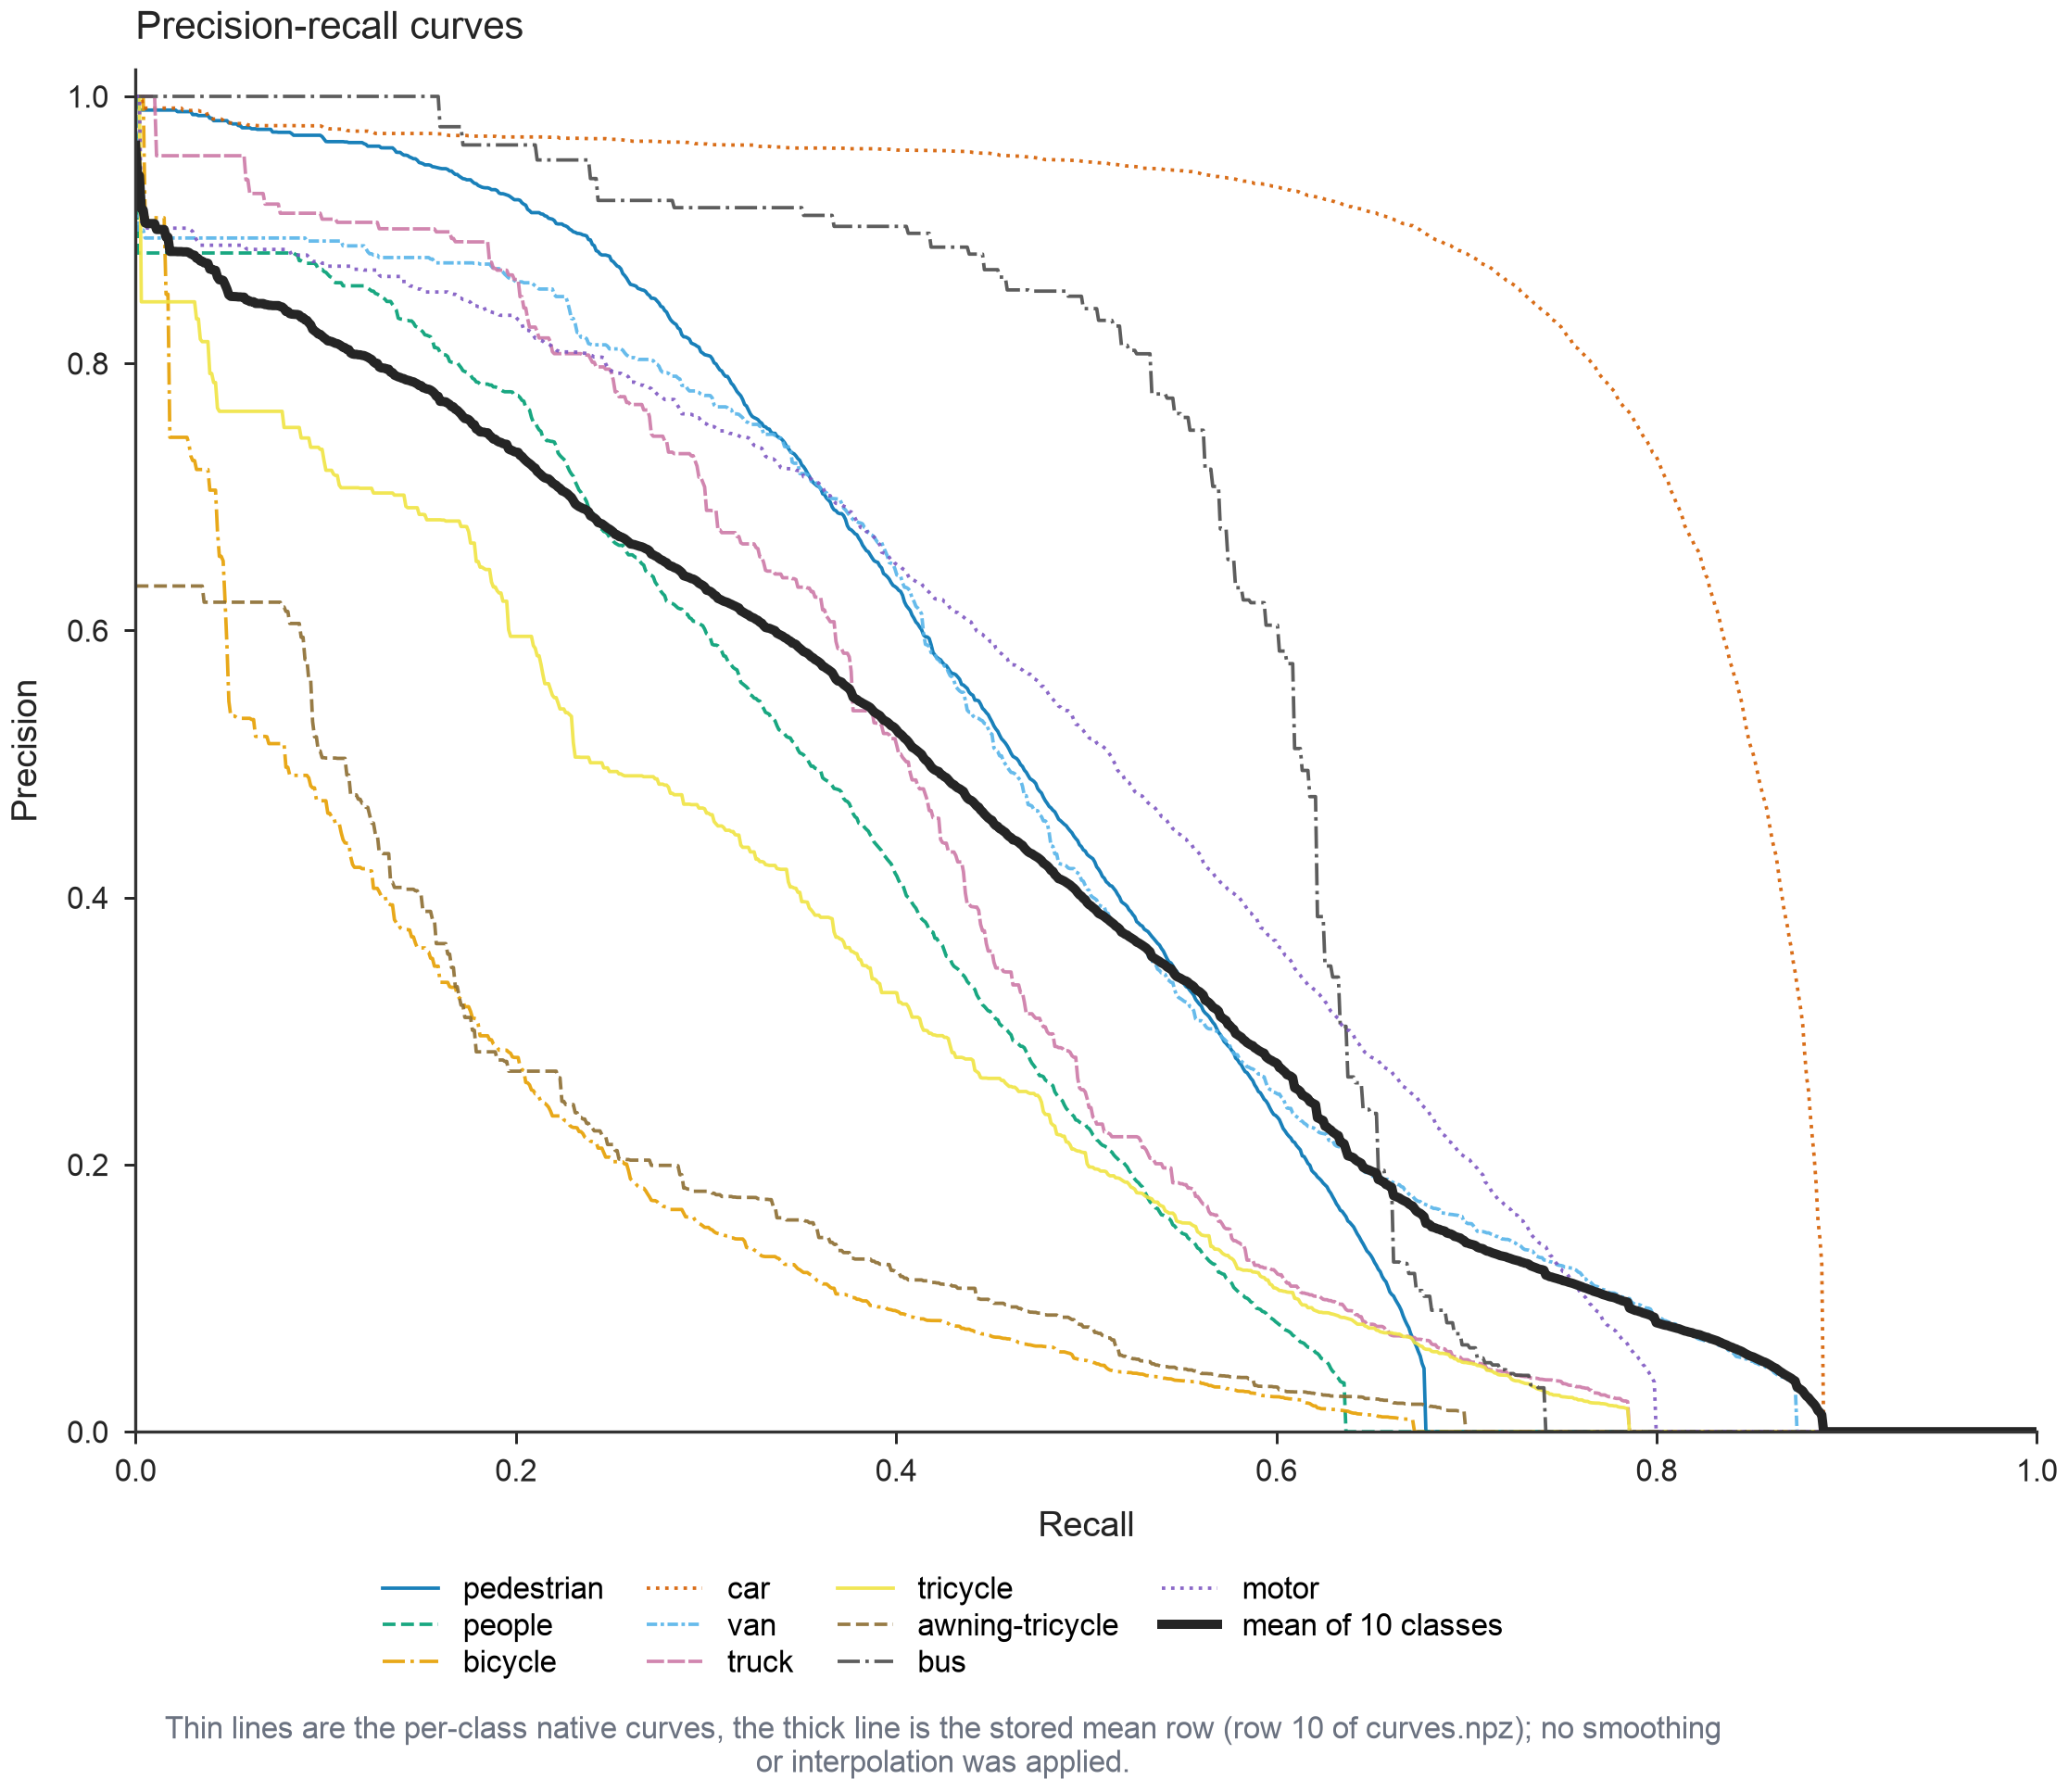 Precision-recall curves
1.0
0.8
0.6
0.4
0.2
0.0
Precision
0.0 0.2 0.4 0.6 0.8 1.0
Recall
pedestrian car tricycle motor
people van awning-tricycle mean of 10 classes
bicycle truck bus
Thin lines are the per-class native curves, the thick line is the stored mean row (row 10 of curves.npz); no smoothing
or interpolation was applied.